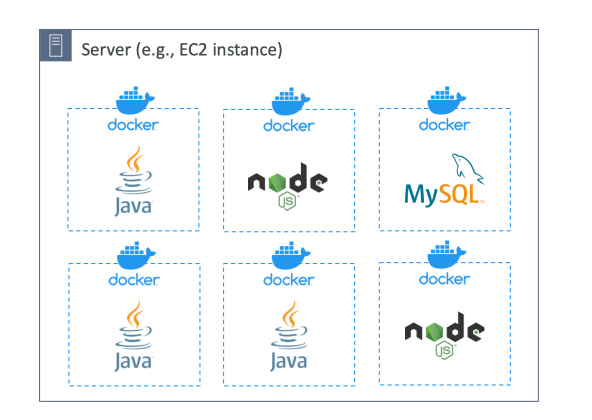 Server (e.g., EC2 instance)
docker docker docker
Java node JS MySQL
docker docker docker
Java Java node JS